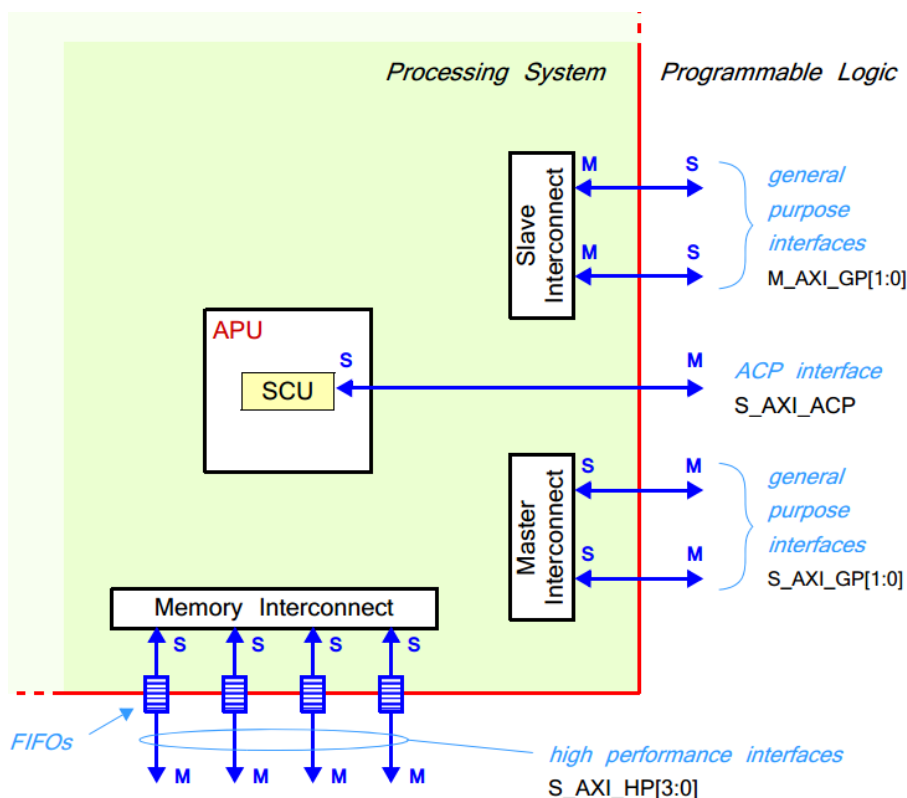 Processing System
Programmable Logic
M
S
general
purpose
interfaces
M_AXI_GP[1:0]
Slave
Interconnect
M
S
APU
SCU
S
M
ACP interface
S_AXI_ACP
S
M
general
purpose
interfaces
S_AXI_GP[1:0]
Master
Interconnect
S
M
Memory Interconnect
S
S
S
S
FIFOs
M
M
M
M
high performance interfaces
S_AXI_HP[3:0]